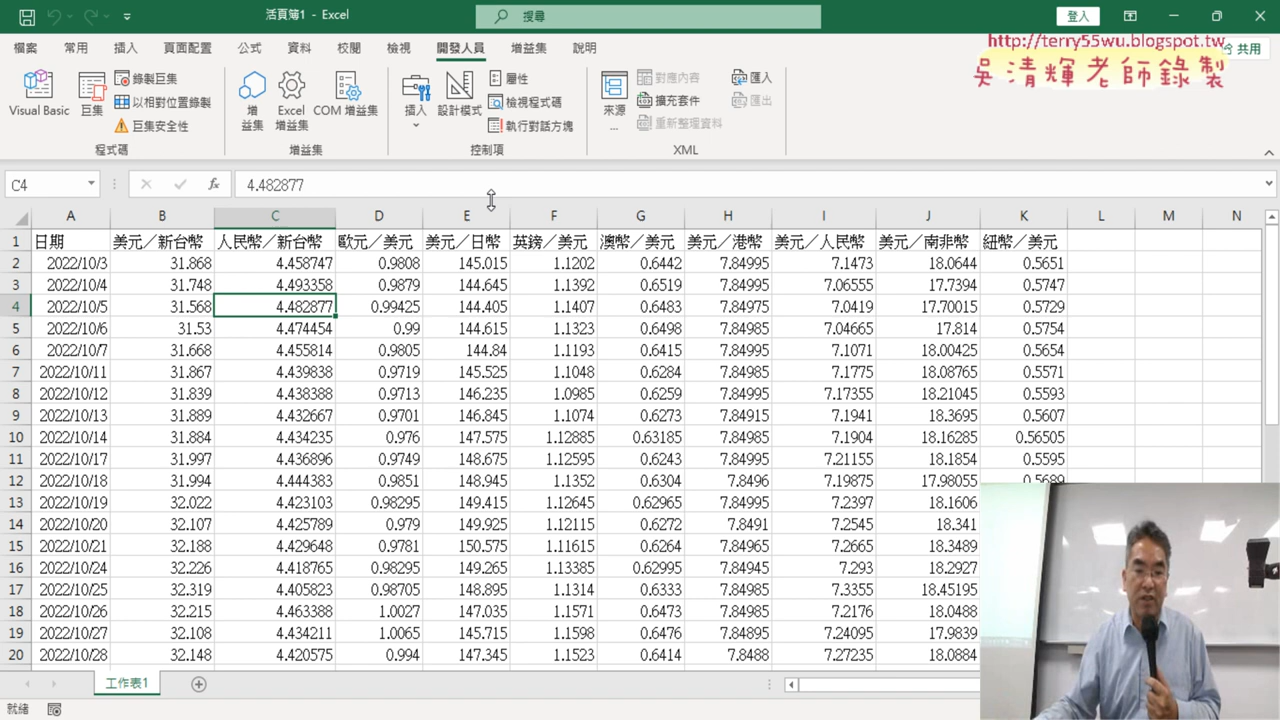 活頁簿1 - Excel
搜尋
登入
檔案 常用 插入 頁面配置 公式 資料 校閱 檢視 開發人員 增益集 說明
共用
http://terry55wu.blogspot.tw
吳清輝老師錄製
Visual Basic
巨集
錄製巨集
以相對位置錄製
巨集安全性
程式碼
增益集
Excel 增益集
COM 增益集
增益集
插入
設計模式
屬性
檢視程式碼
執行對話方塊
控制項
來源
...
對應內容
擴充套件
重新整理資料
匯入
匯出
XML
C4
fx
4.482877
A B C D E F G H I J K L M N
1 日期 美元／新台幣 人民幣／新台幣 歐元／美元 美元／日幣 英鎊／美元 澳幣／美元 美元／港幣 美元／人民幣 美元／南非幣 紐幣／美元
2 2022/10/3 31.868 4.458747 0.9808 145.015 1.1202 0.6442 7.84995 7.1473 18.0644 0.5651
3 2022/10/4 31.748 4.493358 0.9879 144.645 1.1392 0.6519 7.84995 7.06555 17.7394 0.5747
4 2022/10/5 31.568 4.482877 0.99425 144.405 1.1407 0.6483 7.84975 7.0419 17.70015 0.5729
5 2022/10/6 31.53 4.474454 0.99 144.615 1.1323 0.6498 7.84985 7.04665 17.814 0.5754
6 2022/10/7 31.668 4.455814 0.9805 144.84 1.1193 0.6415 7.84995 7.1071 18.00425 0.5654
7 2022/10/11 31.867 4.439838 0.9719 145.525 1.1048 0.6284 7.84985 7.1775 18.08765 0.5571
8 2022/10/12 31.839 4.438388 0.9713 146.235 1.0985 0.6259 7.84985 7.17355 18.21045 0.5593
9 2022/10/13 31.889 4.432667 0.9701 146.845 1.1074 0.6273 7.84915 7.1941 18.3695 0.5607
10 2022/10/14 31.884 4.434235 0.976 147.575 1.12885 0.63185 7.84985 7.1904 18.16285 0.56505
11 2022/10/17 31.997 4.436896 0.9749 148.675 1.12595 0.6243 7.84995 7.21155 18.1854 0.5595
12 2022/10/18 31.994 4.444383 0.9851 148.945 1.1352 0.6304 7.8496 7.19875 17.98055 0.5689
13 2022/10/19 32.022 4.423103 0.98295 149.415 1.12645 0.62965 7.84995 7.2397 18.1606
14 2022/10/20 32.107 4.425789 0.979 149.925 1.12115 0.6272 7.8491 7.2545 18.341
15 2022/10/21 32.188 4.429648 0.9781 150.575 1.11615 0.6264 7.84965 7.2665 18.3489
16 2022/10/24 32.226 4.418765 0.98295 149.265 1.13385 0.62995 7.84945 7.293 18.2927
17 2022/10/25 32.319 4.405823 0.98705 148.895 1.1314 0.6333 7.84985 7.3355 18.45195
18 2022/10/26 32.215 4.463388 1.0027 147.035 1.1571 0.6473 7.84985 7.2176 18.0488
19 2022/10/27 32.108 4.434211 1.0065 145.715 1.1598 0.6476 7.84895 7.24095 17.9839
20 2022/10/28 32.148 4.420575 0.994 147.345 1.1523 0.6414 7.8488 7.27235 18.0884
工作表1
就緒